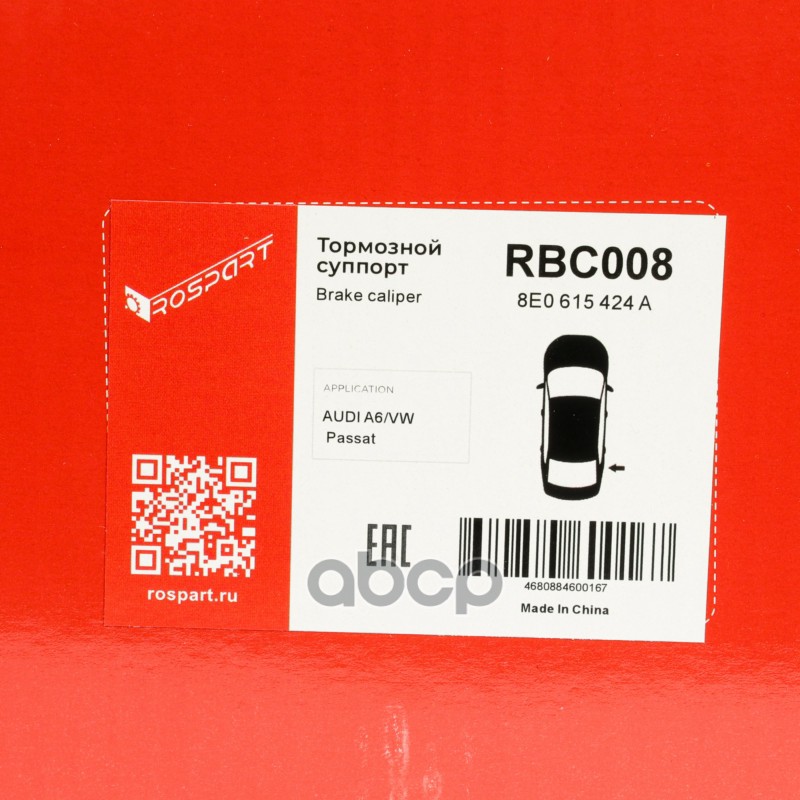 ROSPART
Тормозной
суппорт
Brake caliper
RBC008
8E0 615 424 A
APPLICATION
AUDI A6/VW
Passat
EAC
abcp
4680884600167
Made In China
rospart.ru